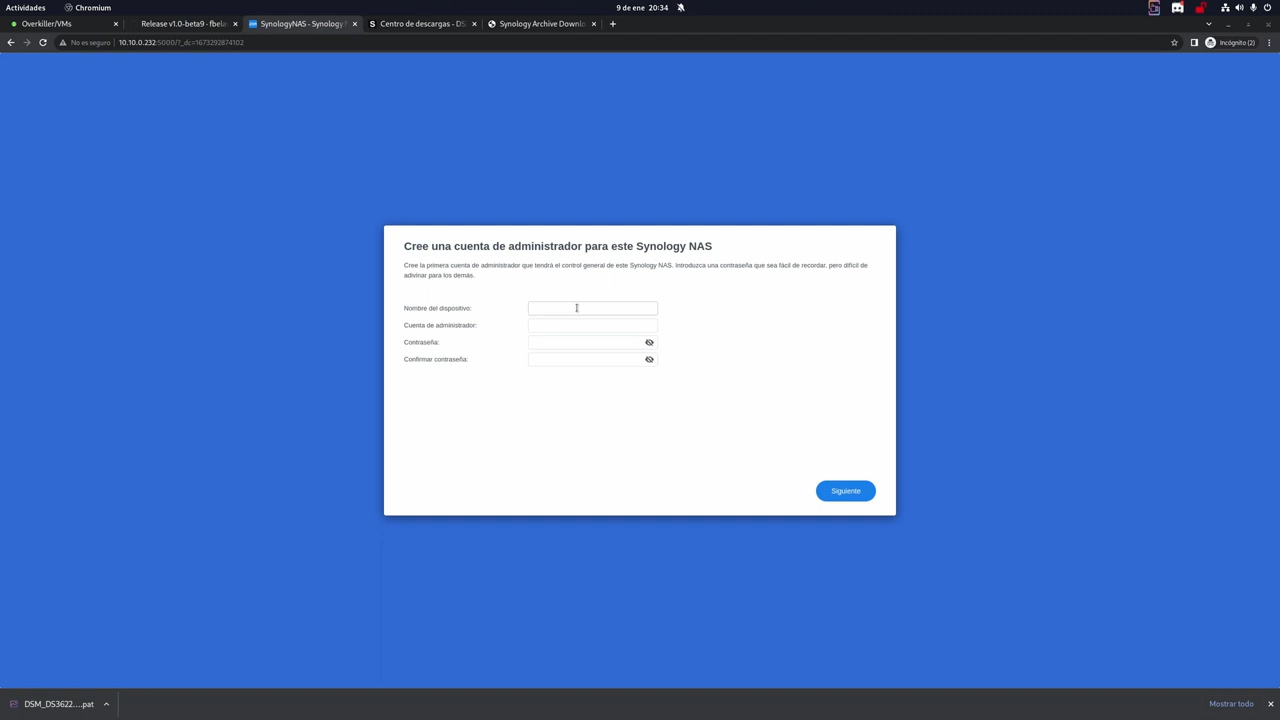 Actividades Chromium 9 de ene 20:34
Overkiller/VMs Release v1.0-beta9 - fbela SynologyNAS - Synology Centro de descargas - DS Synology Archive Downlo
No es seguro 10.10.0.232:5000/?_dc=1673292874102 Incógnito (2)
Cree una cuenta de administrador para este Synology NAS
Cree la primera cuenta de administrador que tendrá el control general de este Synology NAS. Introduzca una contraseña que sea fácil de recordar, pero difícil de
adivinar para los demás.
Nombre del dispositivo:
Cuenta de administrador:
Contraseña:
Confirmar contraseña:
Siguiente
DSM_DS3622....pat Mostrar todo